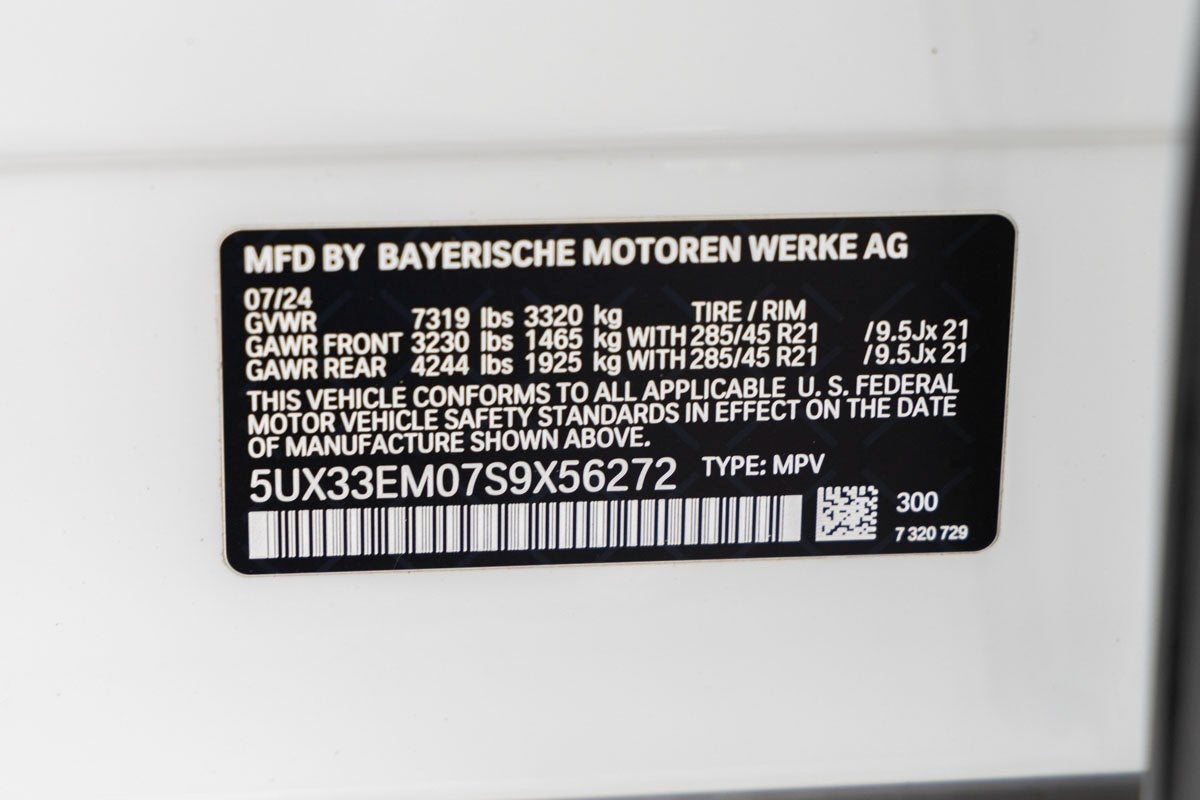 MFD BY BAYERISCHE MOTOREN WERKE AG
07/24
GVWR 7319 lbs 3320 kg TIRE / RIM
GAWR FRONT 3230 lbs 1465 kg WITH 285/45 R21 /9.5Jx 21
GAWR REAR 4244 lbs 1925 kg WITH 285/45 R21 /9.5Jx 21
THIS VEHICLE CONFORMS TO ALL APPLICABLE U. S. FEDERAL
MOTOR VEHICLE SAFETY STANDARDS IN EFFECT ON THE DATE
OF MANUFACTURE SHOWN ABOVE.
5UX33EM07S9X56272 TYPE: MPV
300
7 320 729